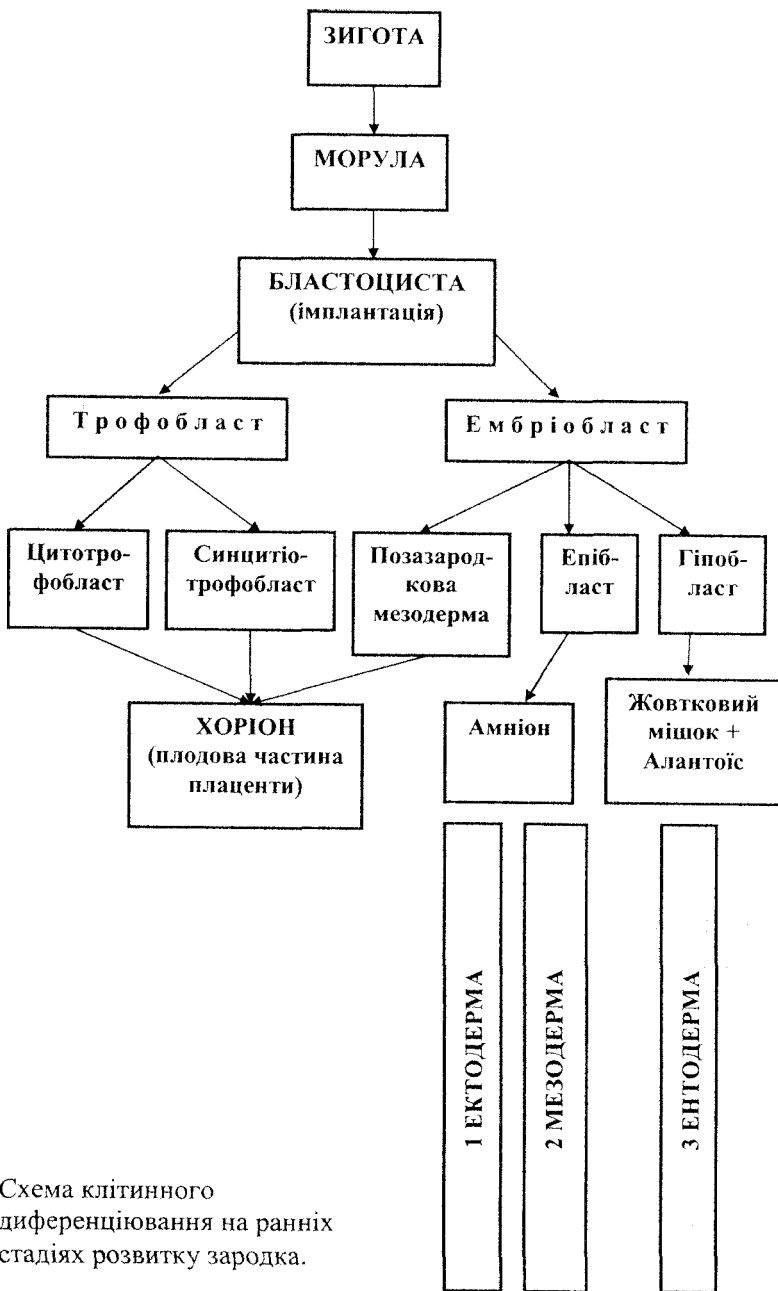 ЗИГОТА
МОРУЛА
БЛАСТОЦИСТА
(імплантація)
Трофобласт
Ембріобласт
Цитотро-
фобласт
Синцитіо-
трофобласт
Позазарод-
кова
мезодерма
Епіб-
ласт
Гіпоб-
ласт
ХОРІОН
(плодова частина
плаценти)
Амніон
Жовтковий
мішок +
Алантоїс
1 ЕКТОДЕРМА
2 МЕЗОДЕРМА
3 ЕНТОДЕРМА
Схема клітинного
диференціювання на ранніх
стадіях розвитку зародка.